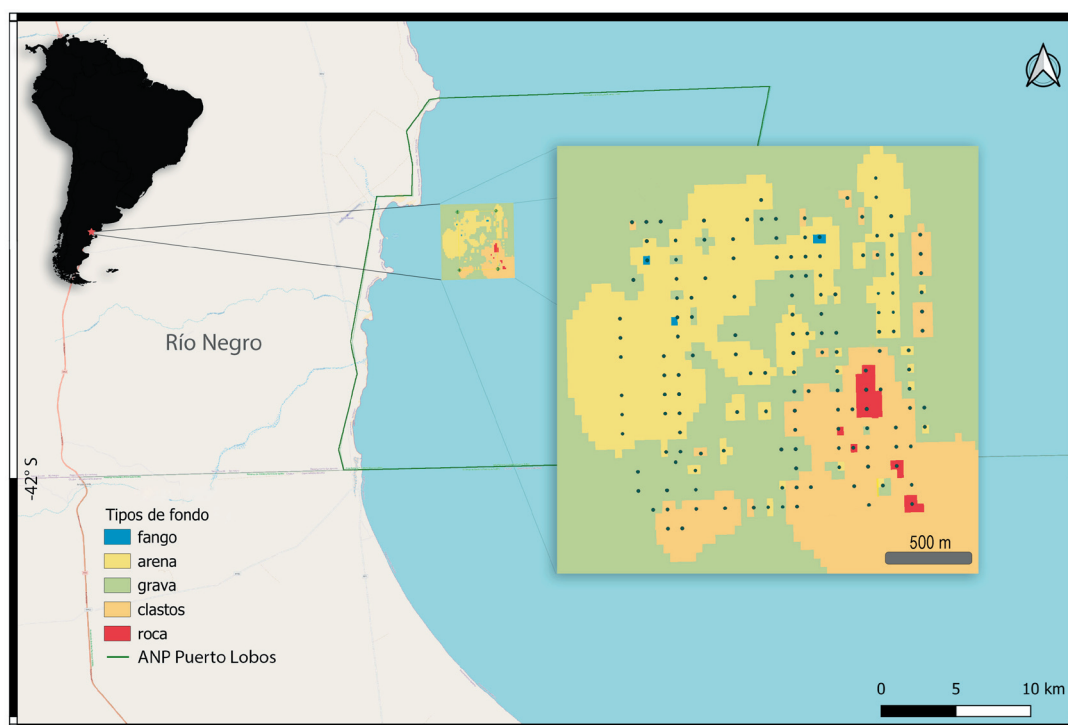 Río Negro
-42° S
Tipos de fondo
fango
arena
grava
clastos
roca
ANP Puerto Lobos
500 m
0 5 10 km